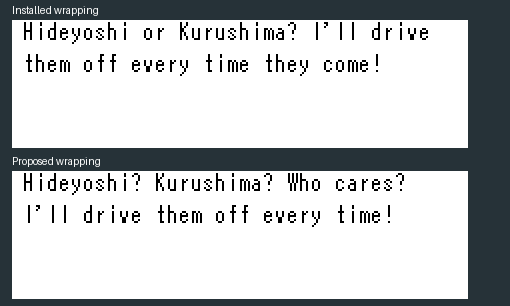 Installed wrapping
Hideyoshi or Kurushima? I'll drive
them off every time they come!
Proposed wrapping
Hideyoshi? Kurushima? Who cares?
I'll drive them off every time!